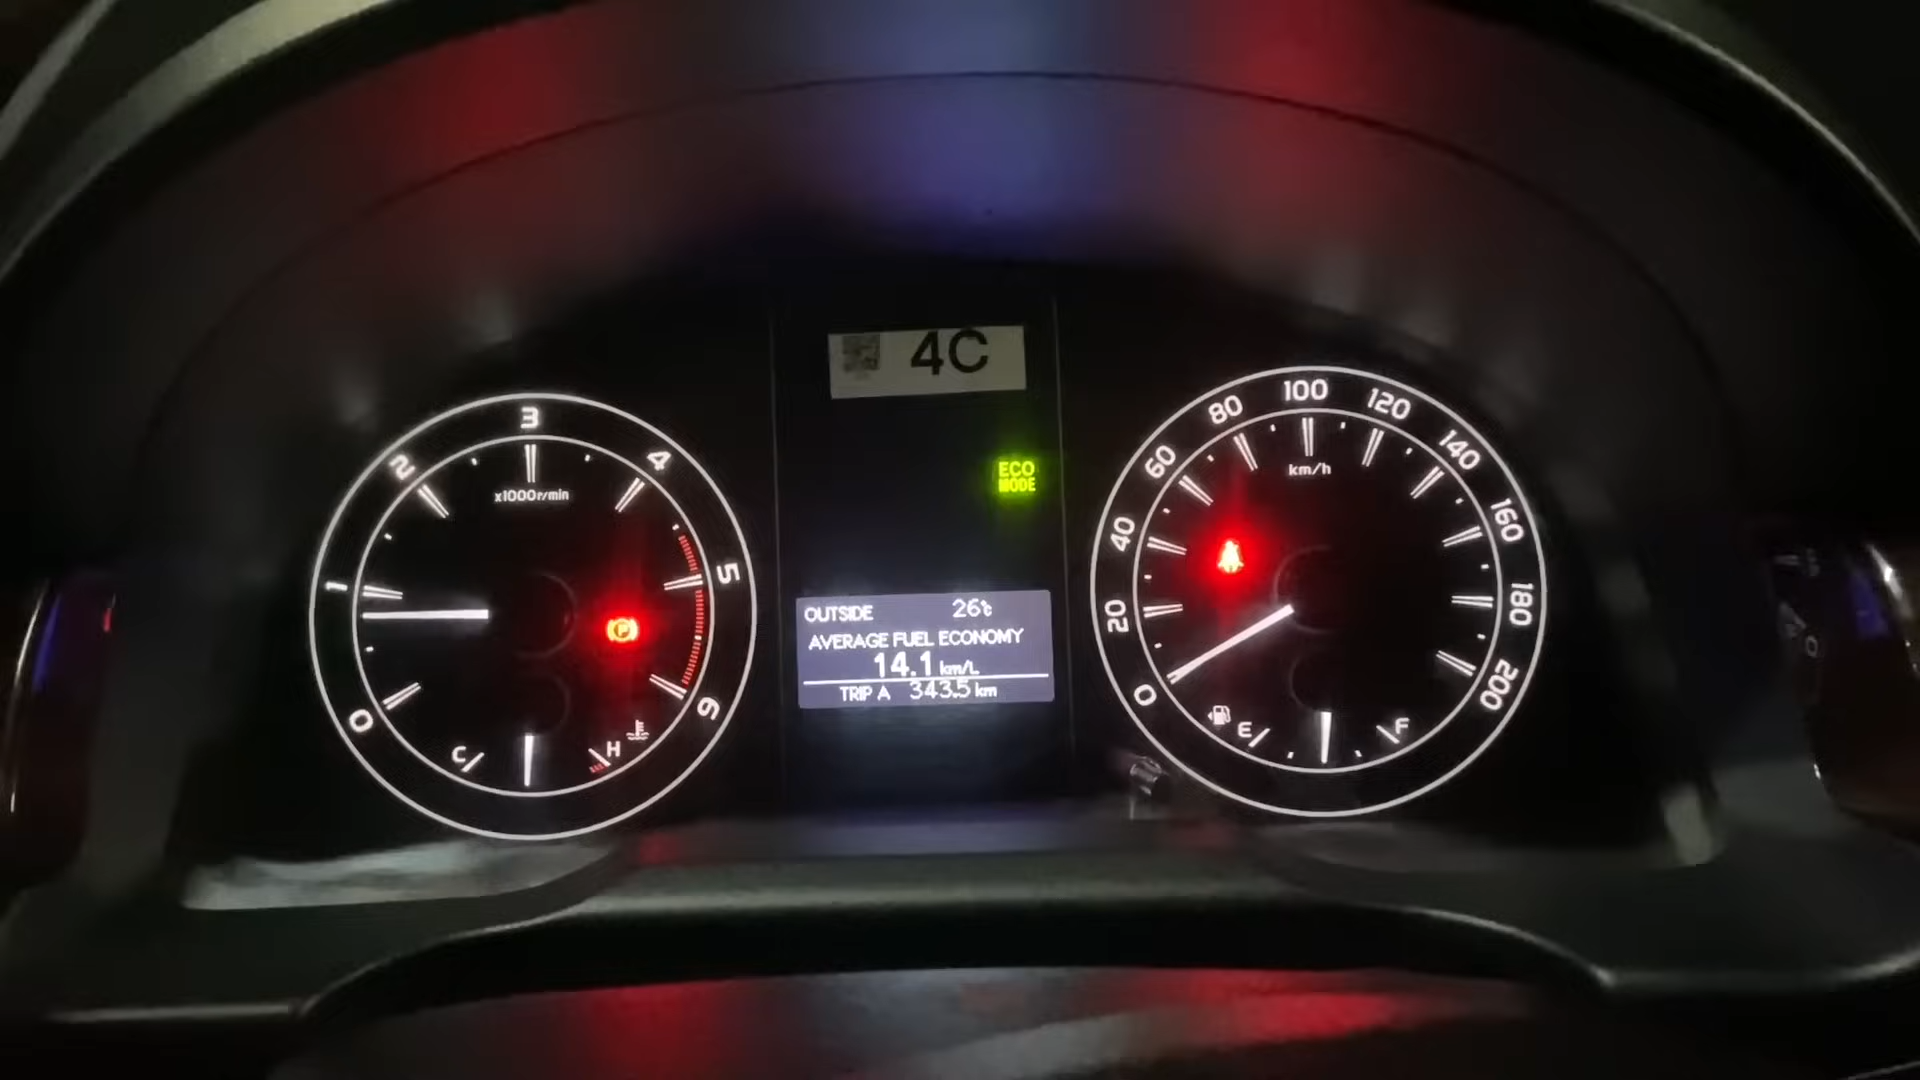 4C
ECO
MODE
OUTSIDE 26℃
AVERAGE FUEL ECONOMY
14.1 km/L
TRIP A 343.5 km
0
1
2
3
4
5
6
x1000r/min
P
C
H
0
20
40
60
80
100
120
140
160
180
200
km/h
E
F